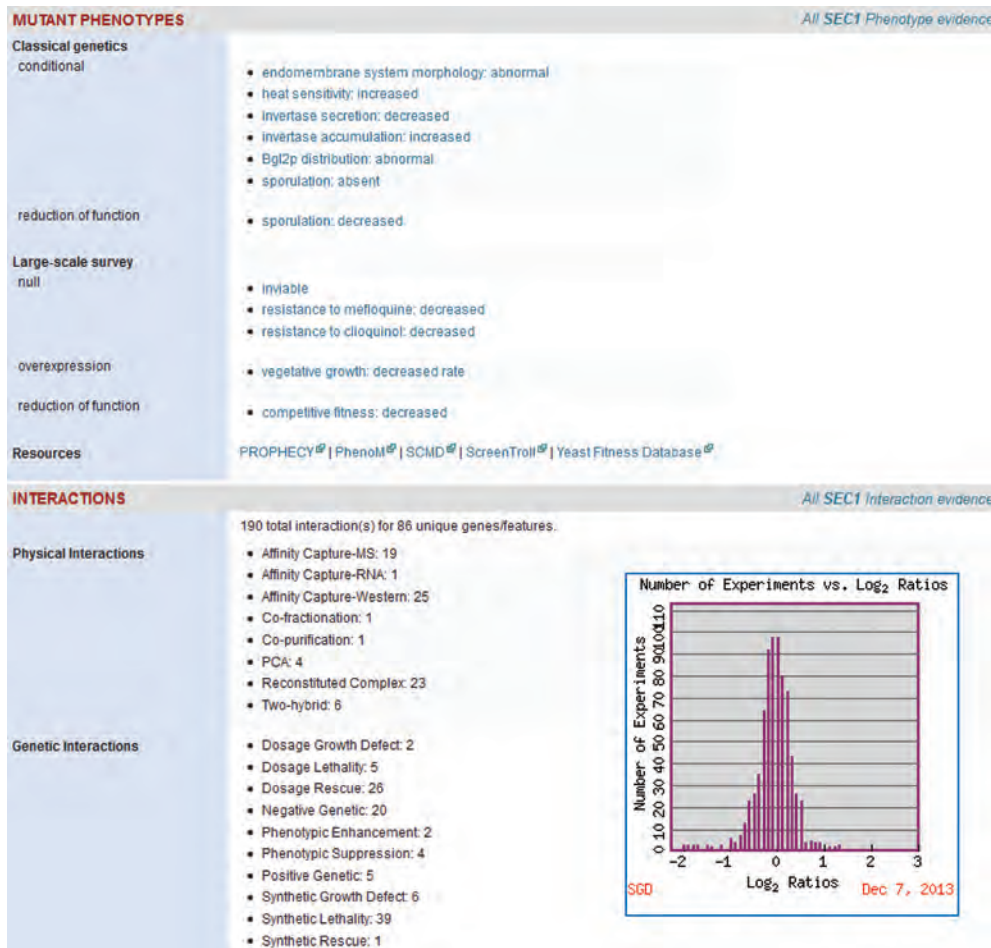 MUTANT PHENOTYPES
All SEC1 Phenotype evidence
Classical genetics
conditional
• endomembrane system morphology: abnormal
• heat sensitivity: increased
• invertase secretion: decreased
• invertase accumulation: increased
• Bgl2p distribution: abnormal
• sporulation: absent
reduction of function
• sporulation: decreased
Large-scale survey
null
• inviable
• resistance to mefloquine: decreased
• resistance to clioquinol: decreased
overexpression
• vegetative growth: decreased rate
reduction of function
• competitive fitness: decreased
Resources
PROPHECY | PhenoM | SCMD | ScreenTroll | Yeast Fitness Database
INTERACTIONS
All SEC1 Interaction evidence
190 total interaction(s) for 86 unique genes/features.
Physical Interactions
• Affinity Capture-MS: 19
• Affinity Capture-RNA: 1
• Affinity Capture-Western: 25
• Co-fractionation: 1
• Co-purification: 1
• PCA: 4
• Reconstituted Complex: 23
• Two-hybrid: 6
Genetic Interactions
• Dosage Growth Defect: 2
• Dosage Lethality: 5
• Dosage Rescue: 26
• Negative Genetic: 20
• Phenotypic Enhancement: 2
• Phenotypic Suppression: 4
• Positive Genetic: 5
• Synthetic Growth Defect: 6
• Synthetic Lethality: 39
• Synthetic Rescue: 1
Number of Experiments vs. Log2 Ratios
Number of Experiments
0 10 20 30 40 50 60 70 80 90 100 110
-2 -1 0 1 2 3
Log2 Ratios
SGD
Dec 7, 2013